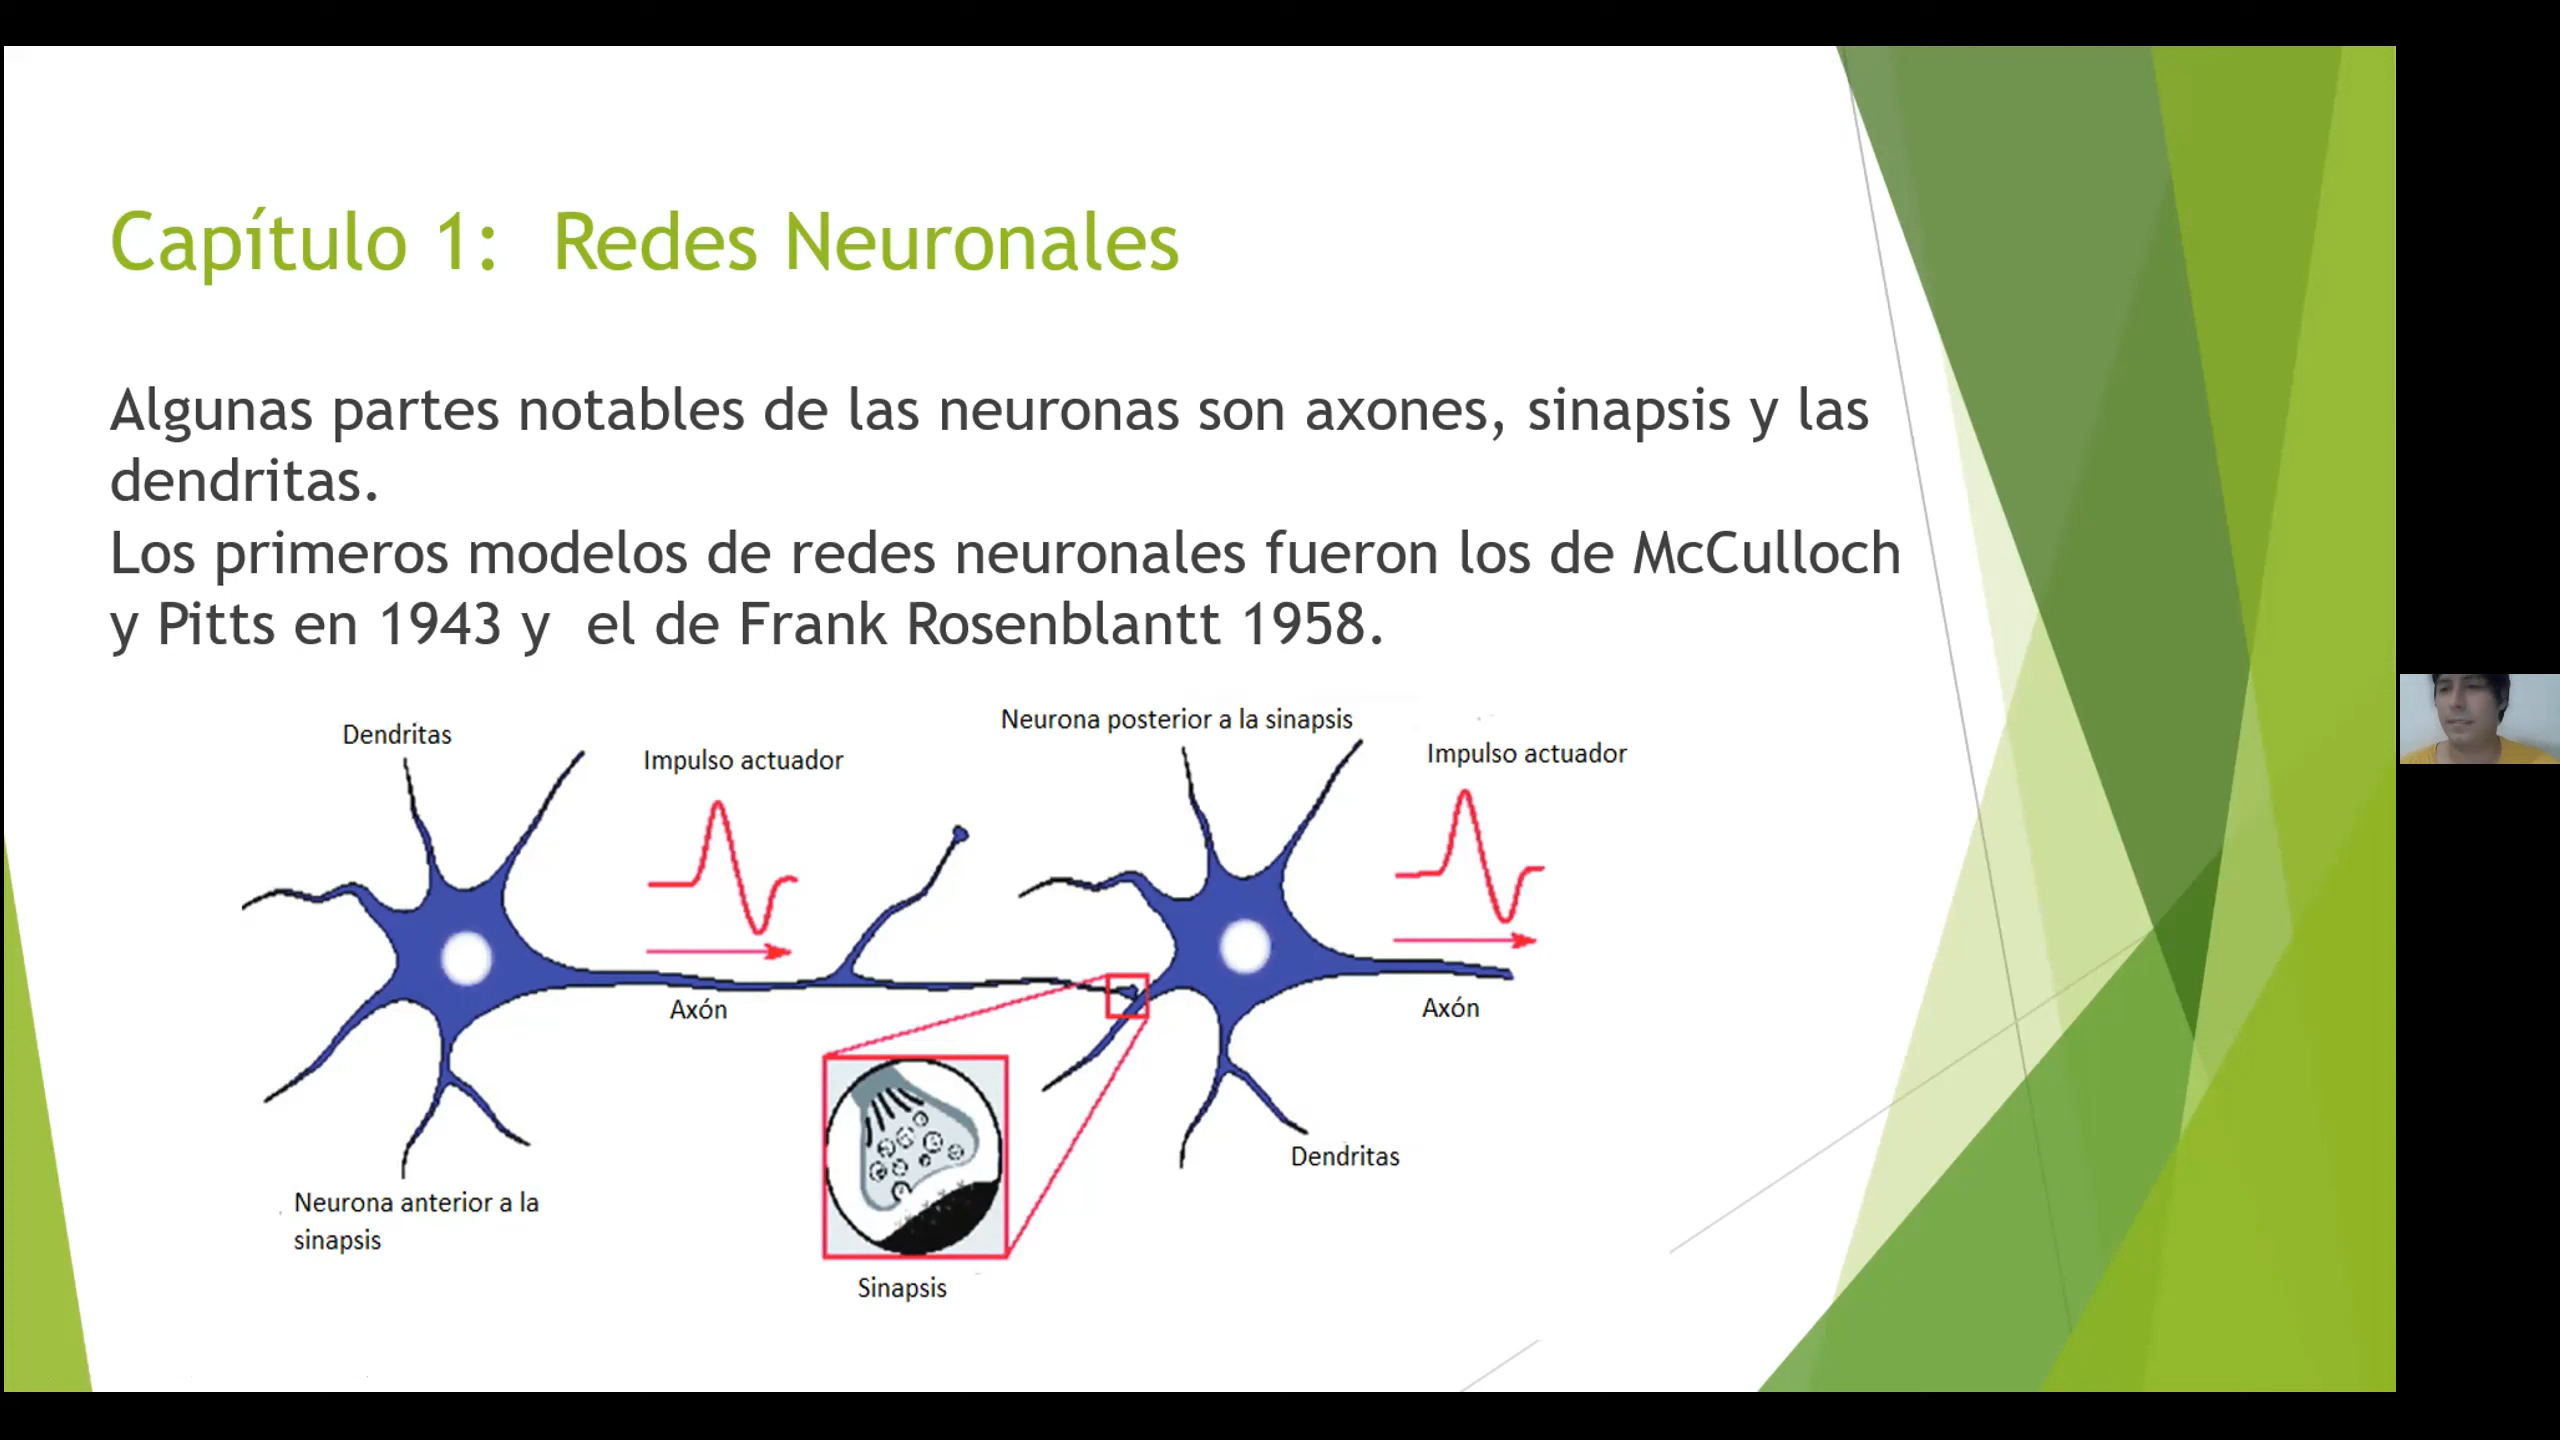 Capítulo 1:  Redes Neuronales
Algunas partes notables de las neuronas son axones, sinapsis y las
dendritas.
Los primeros modelos de redes neuronales fueron los de McCulloch
y Pitts en 1943 y  el de Frank Rosenblantt 1958.
Dendritas
Impulso actuador
Neurona posterior a la sinapsis
Impulso actuador
Axón
Axón
Dendritas
Neurona anterior a la
sinapsis
Sinapsis